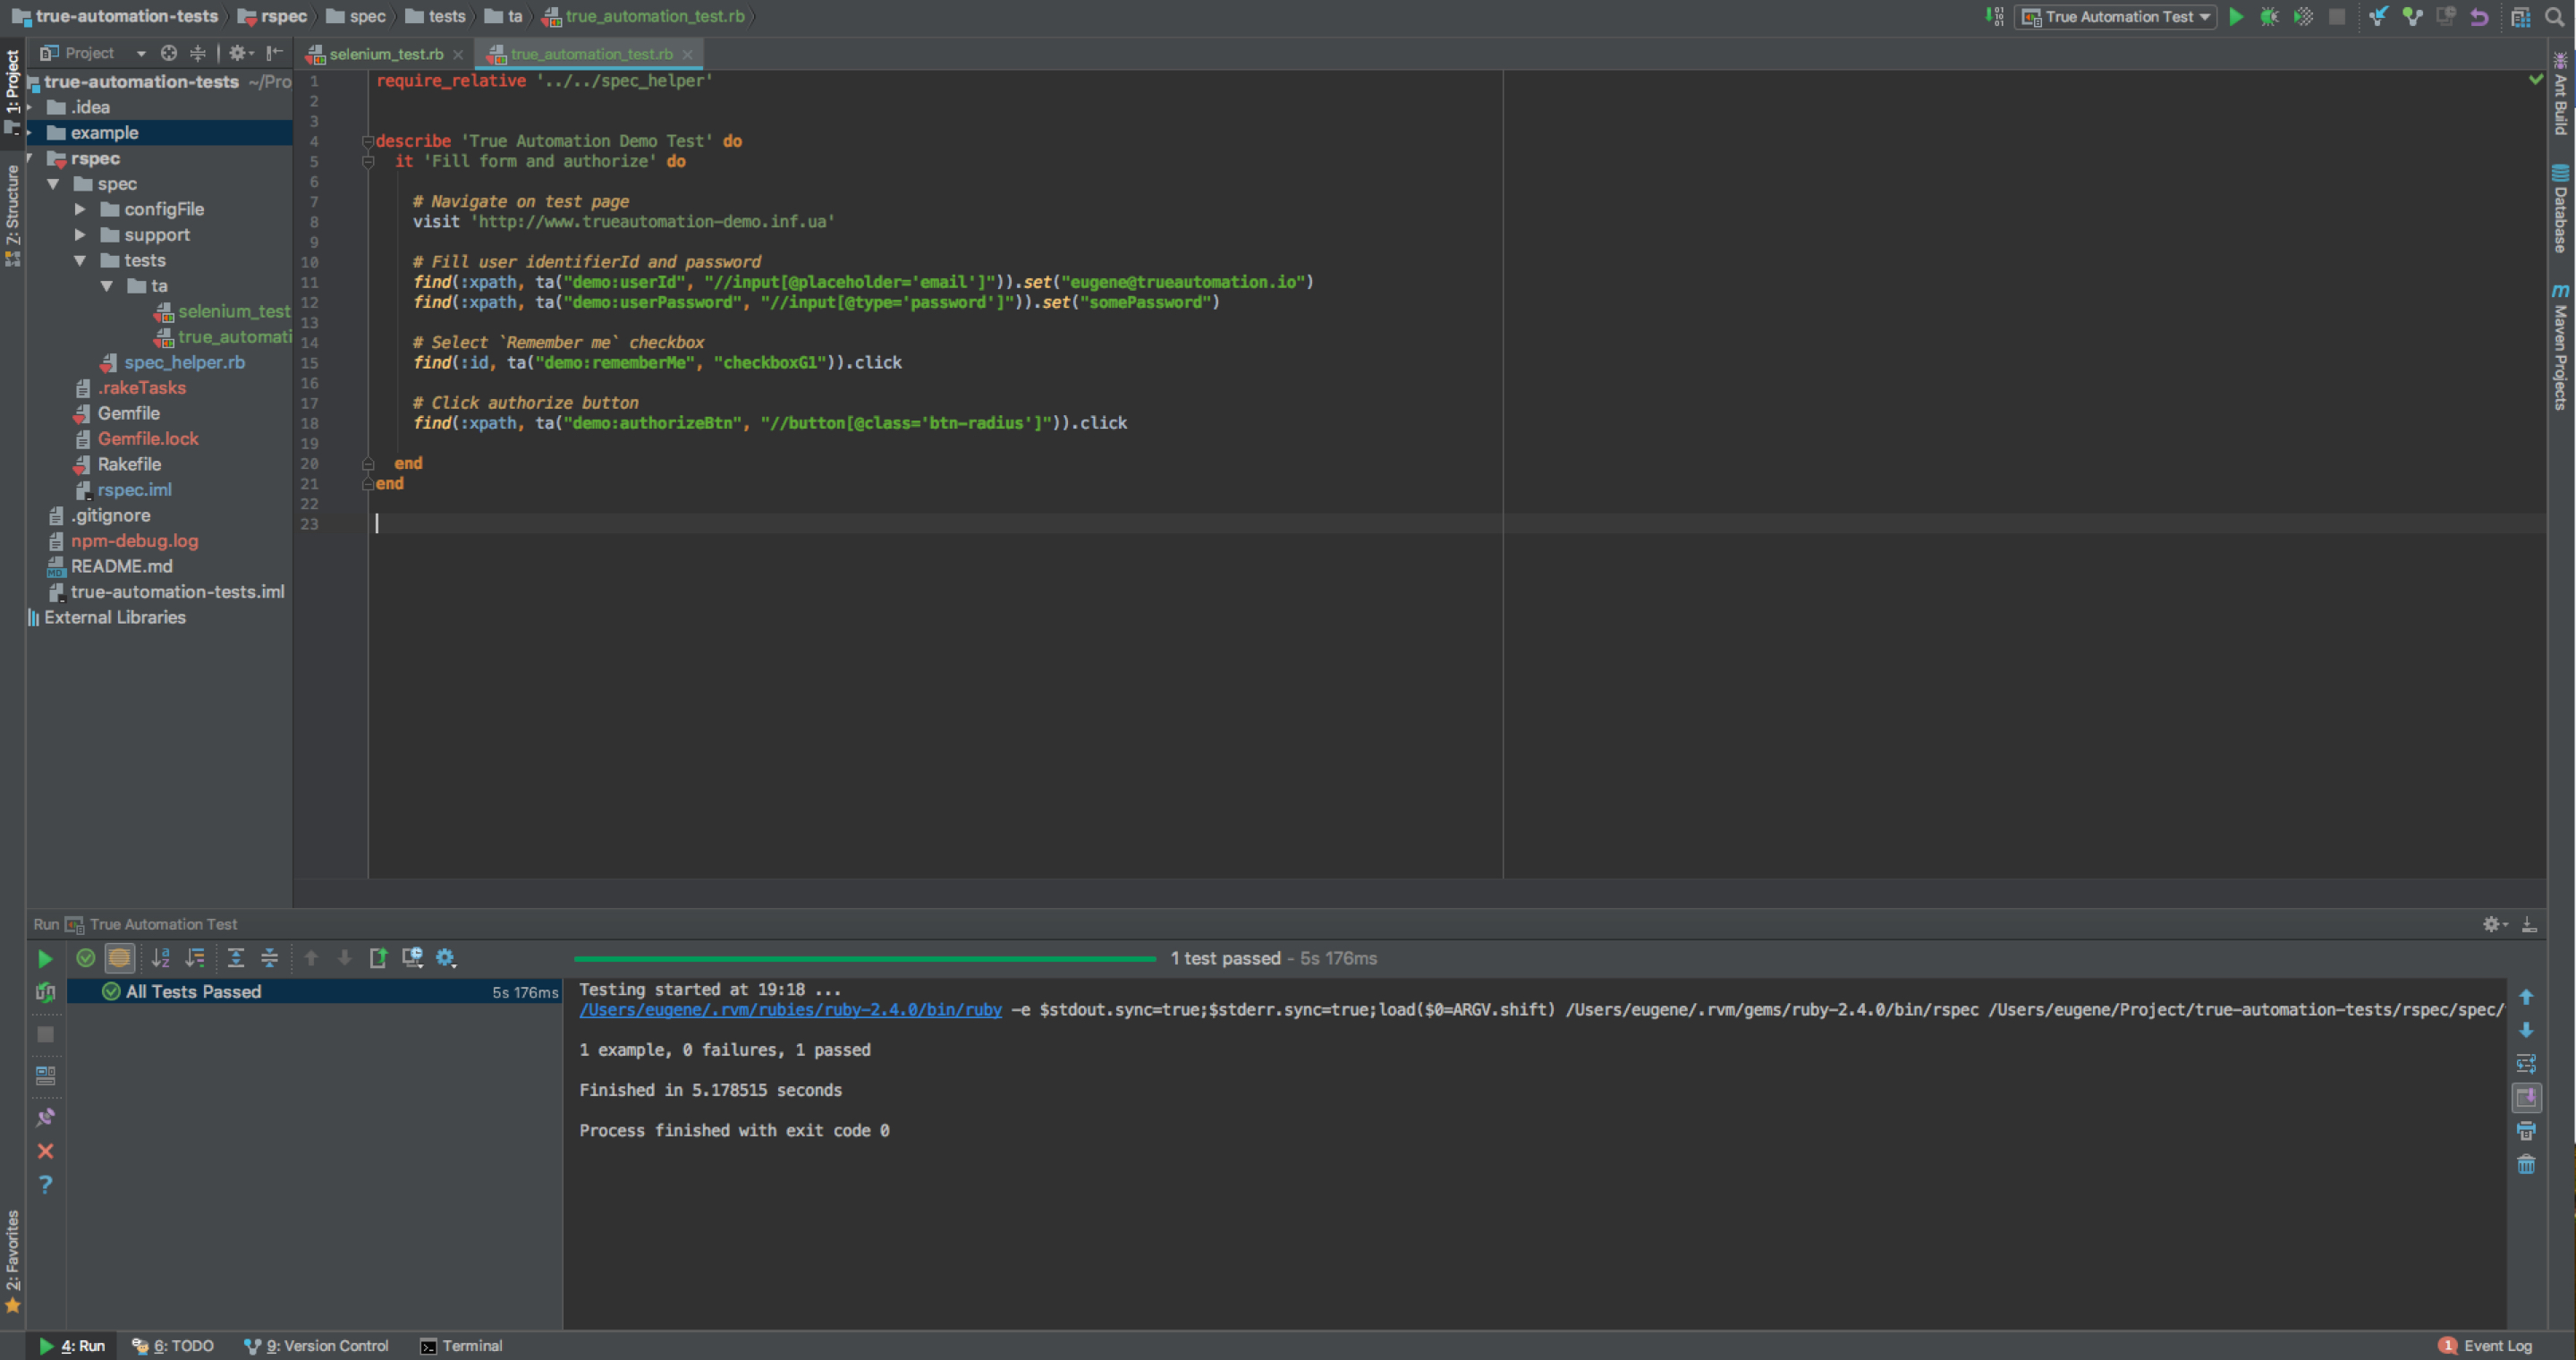 true-automation-tests rspec spec tests ta true_automation_test.rb True Automation Test
Project selenium_test.rb true_automation_test.rb
1: Project
Z: Structure
2: Favorites
true-automation-tests ~/Pro
.idea
example
rspec
spec
configFile
support
tests
ta
selenium_test
true_automati
spec_helper.rb
.rakeTasks
Gemfile
Gemfile.lock
Rakefile
rspec.iml
.gitignore
npm-debug.log
README.md
true-automation-tests.iml
External Libraries
1 require_relative '../../spec_helper'
2
3
4 describe 'True Automation Demo Test' do
5 it 'Fill form and authorize' do
6
7 # Navigate on test page
8 visit 'http://www.trueautomation-demo.inf.ua'
9
10 # Fill user identifierId and password
11 find(:xpath, ta("demo:userId", "//input[@placeholder='email']")).set("eugene@trueautomation.io")
12 find(:xpath, ta("demo:userPassword", "//input[@type='password']")).set("somePassword")
13
14 # Select `Remember me` checkbox
15 find(:id, ta("demo:rememberMe", "checkboxG1")).click
16
17 # Click authorize button
18 find(:xpath, ta("demo:authorizeBtn", "//button[@class='btn-radius']")).click
19
20 end
21 end
22
23
Ant Build
Database
Maven Projects
Run True Automation Test
1 test passed – 5s 176ms
All Tests Passed 5s 176ms
Testing started at 19:18 ...
/Users/eugene/.rvm/rubies/ruby-2.4.0/bin/ruby -e $stdout.sync=true;$stderr.sync=true;load($0=ARGV.shift) /Users/eugene/.rvm/gems/ruby-2.4.0/bin/rspec /Users/eugene/Project/true-automation-tests/rspec/spec/
1 example, 0 failures, 1 passed
Finished in 5.178515 seconds
Process finished with exit code 0
4: Run 6: TODO 9: Version Control Terminal 1 Event Log